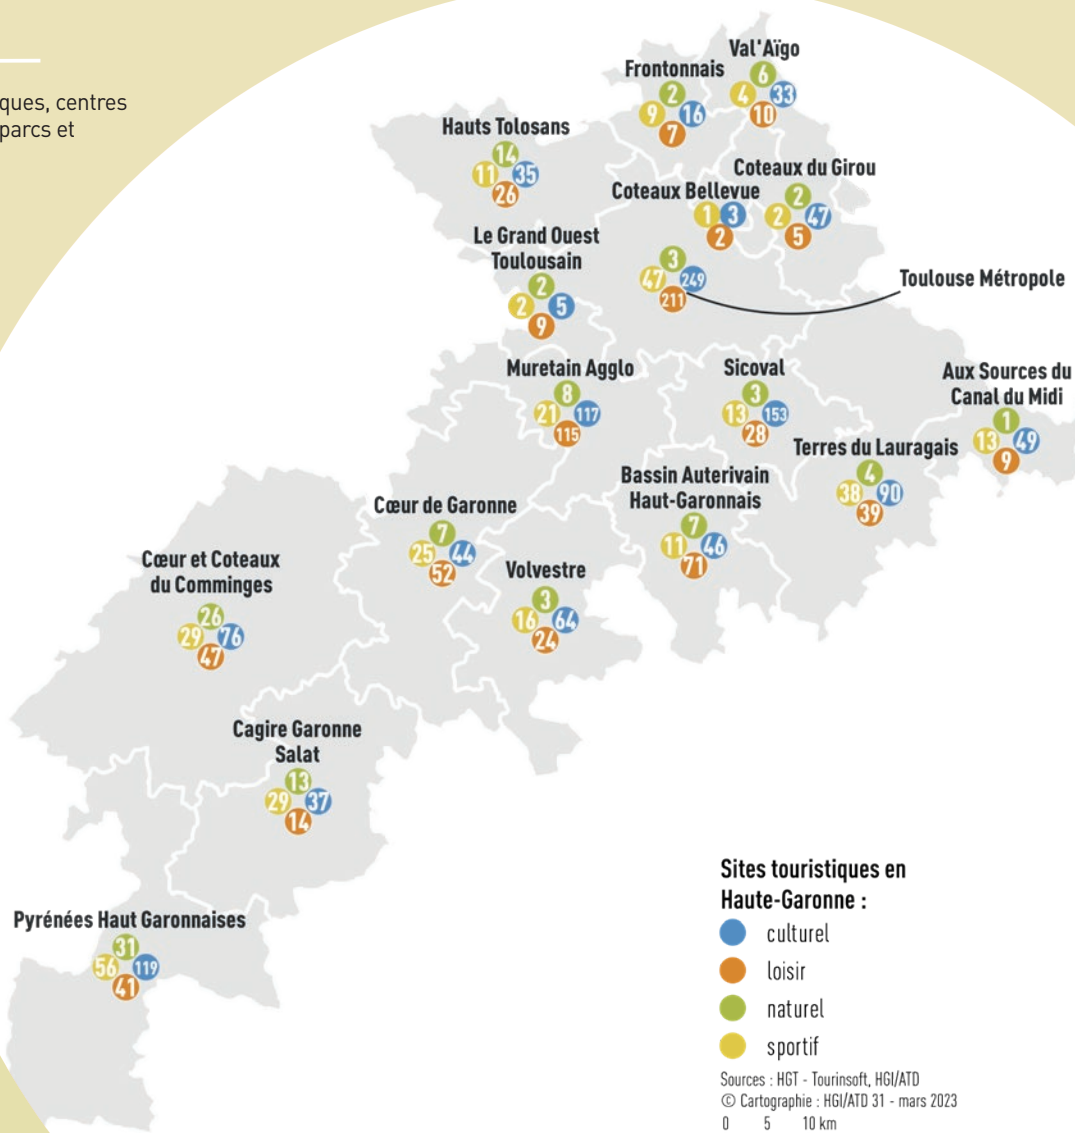 iques, centres
parcs et
Val'Aïgo
6
4 33
10
Frontonnais
2
9 16
7
Hauts Tolosans
14
11 35
26
Coteaux du Girou
2
2 47
5
Coteaux Bellevue
1 3
2
Le Grand Ouest
Toulousain
2
2 5
9
Toulouse Métropole
3
47 249
211
Muretain Agglo
8
21 117
115
Sicoval
3
13 153
28
Aux Sources du
Canal du Midi
1
13 49
9
Terres du Lauragais
4
38 90
39
Bassin Auterivain
Haut-Garonnais
7
11 46
71
Cœur de Garonne
7
25 44
52
Cœur et Coteaux
du Comminges
26
29 76
47
Volvestre
3
16 64
24
Cagire Garonne
Salat
13
29 37
14
Pyrénées Haut Garonnaises
31
56 119
41
Sites touristiques en
Haute-Garonne :
culturel
loisir
naturel
sportif
Sources : HGT - Tourinsoft, HGI/ATD
© Cartographie : HGI/ATD 31 - mars 2023
0 5 10 km